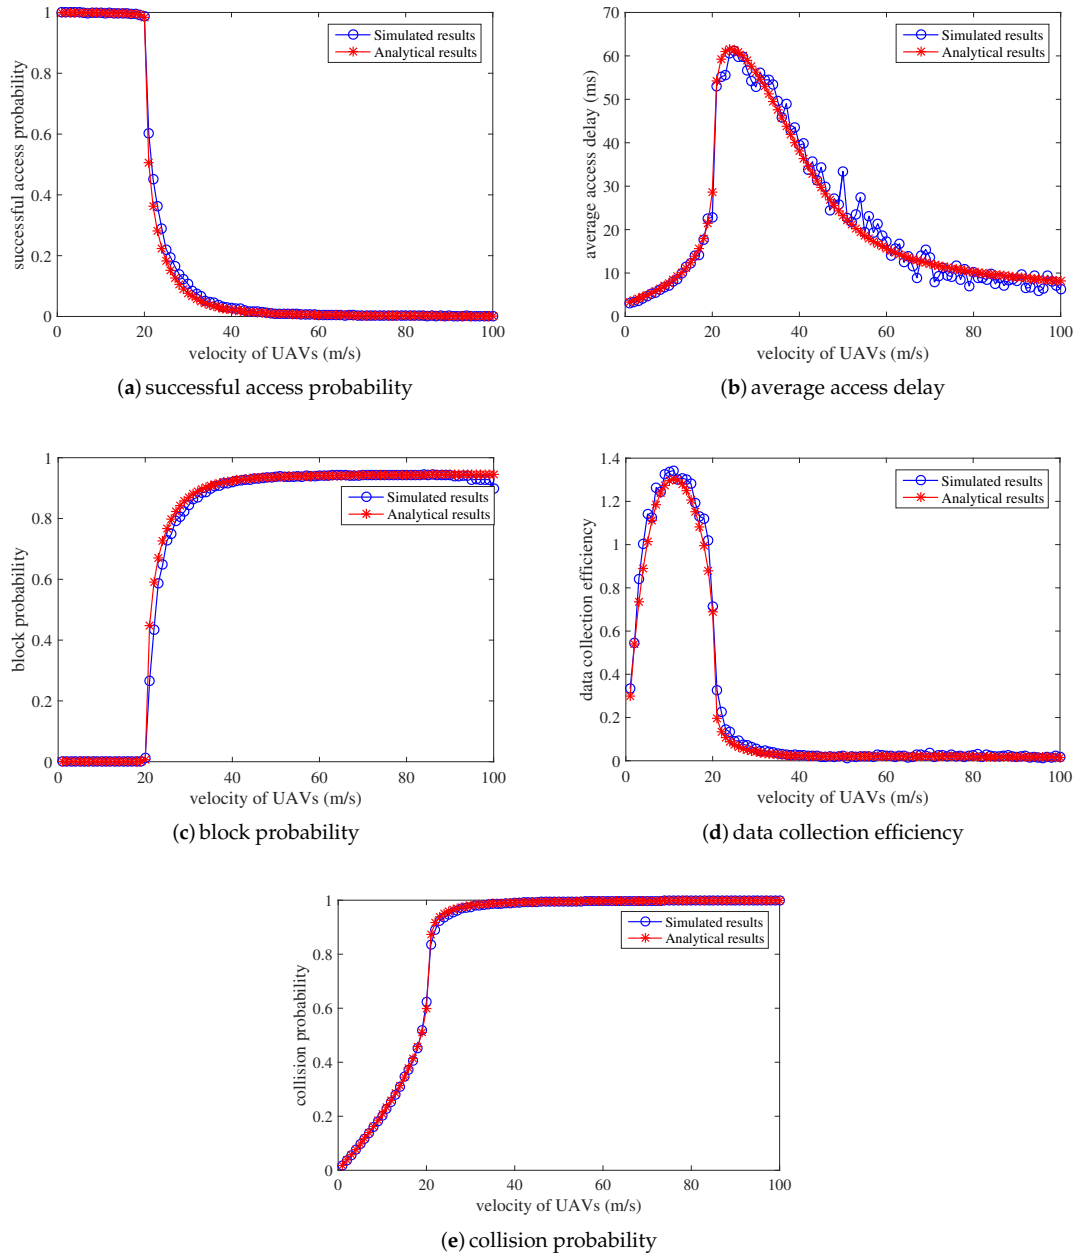 1
0.8
0.6
0.4
0.2
0
0 20 40 60 80 100
successful access probability
velocity of UAVs (m/s)
Simulated results
Analytical results
(a) successful access probability
70
60
50
40
30
20
10
0
0 20 40 60 80 100
average access delay (ms)
velocity of UAVs (m/s)
Simulated results
Analytical results
(b) average access delay
1
0.8
0.6
0.4
0.2
0
0 20 40 60 80 100
block probability
velocity of UAVs (m/s)
Simulated results
Analytical results
(c) block probability
1.4
1.2
1
0.8
0.6
0.4
0.2
0
0 20 40 60 80 100
data collection efficiency
velocity of UAVs (m/s)
Simulated results
Analytical results
(d) data collection efficiency
1
0.8
0.6
0.4
0.2
0
0 20 40 60 80 100
collision probability
velocity of UAVs (m/s)
Simulated results
Analytical results
(e) collision probability